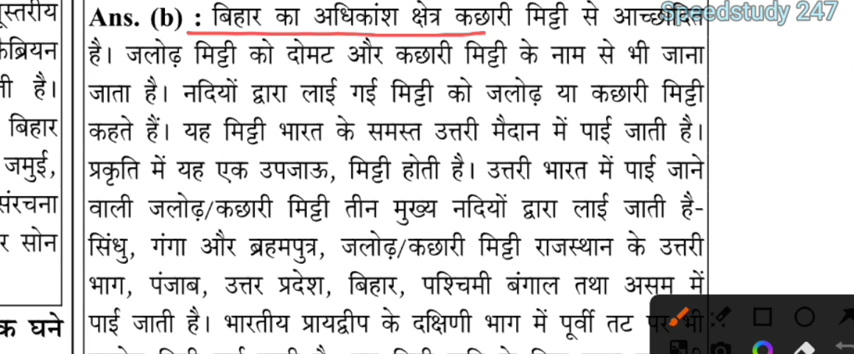 स्तरीय
कैब्रियन
ती है।
बिहार
जमुई,
संरचना
र सोन
क घने
Ans. (b) : बिहार का अधिकांश क्षेत्र कछारी मिट्टी से आच्छादित
Speedstudy 247
है। जलोढ़ मिट्टी को दोमट और कछारी मिट्टी के नाम से भी जाना
जाता है। नदियों द्वारा लाई गई मिट्टी को जलोढ़ या कछारी मिट्टी
कहते हैं। यह मिट्टी भारत के समस्त उत्तरी मैदान में पाई जाती है।
प्रकृति में यह एक उपजाऊ, मिट्टी होती है। उत्तरी भारत में पाई जाने
वाली जलोढ़/कछारी मिट्टी तीन मुख्य नदियों द्वारा लाई जाती है-
सिंधु, गंगा और ब्रहमपुत्र, जलोढ़/कछारी मिट्टी राजस्थान के उत्तरी
भाग, पंजाब, उत्तर प्रदेश, बिहार, पश्चिमी बंगाल तथा असम में
पाई जाती है। भारतीय प्रायद्वीप के दक्षिणी भाग में पूर्वी तट पर भी